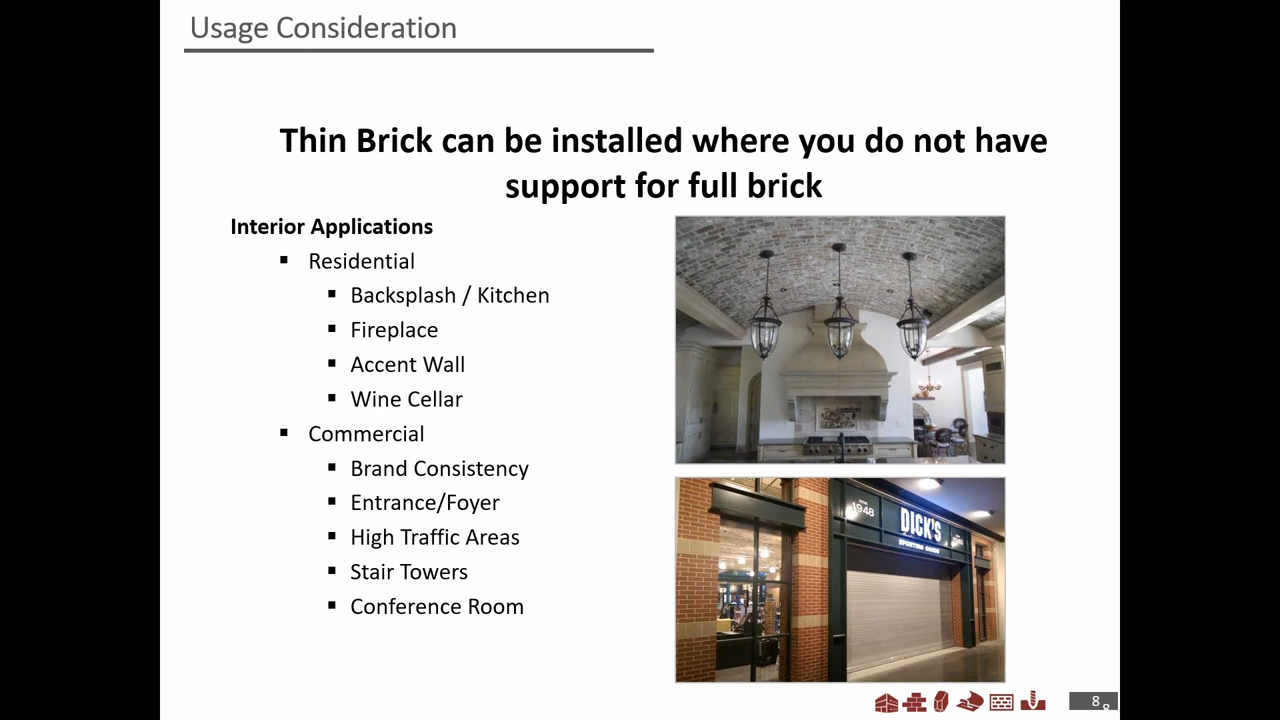 Usage Consideration
Thin Brick can be installed where you do not have
support for full brick
Interior Applications
Residential
Backsplash / Kitchen
Fireplace
Accent Wall
Wine Cellar
Commercial
Brand Consistency
Entrance/Foyer
High Traffic Areas
Stair Towers
Conference Room
1948
DICK'S
SPORTING GOODS
8
8